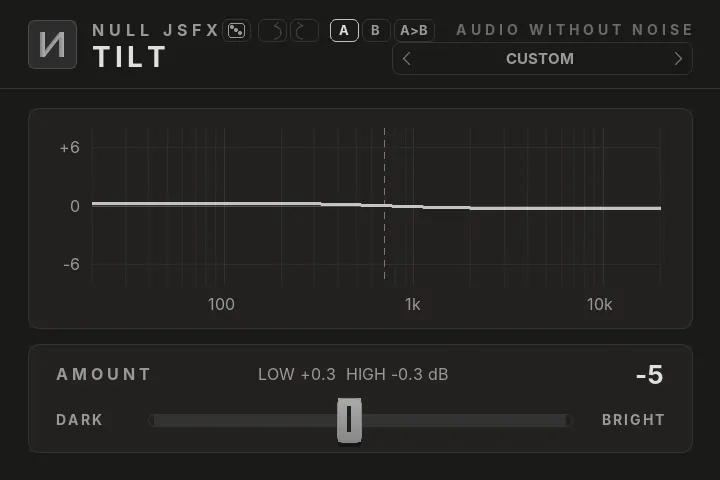 NULL JSFX A B A>B AUDIO WITHOUT NOISE
TILT
CUSTOM
+6
0
-6
100 1k 10k
AMOUNT LOW +0.3 HIGH -0.3 dB -5
DARK BRIGHT